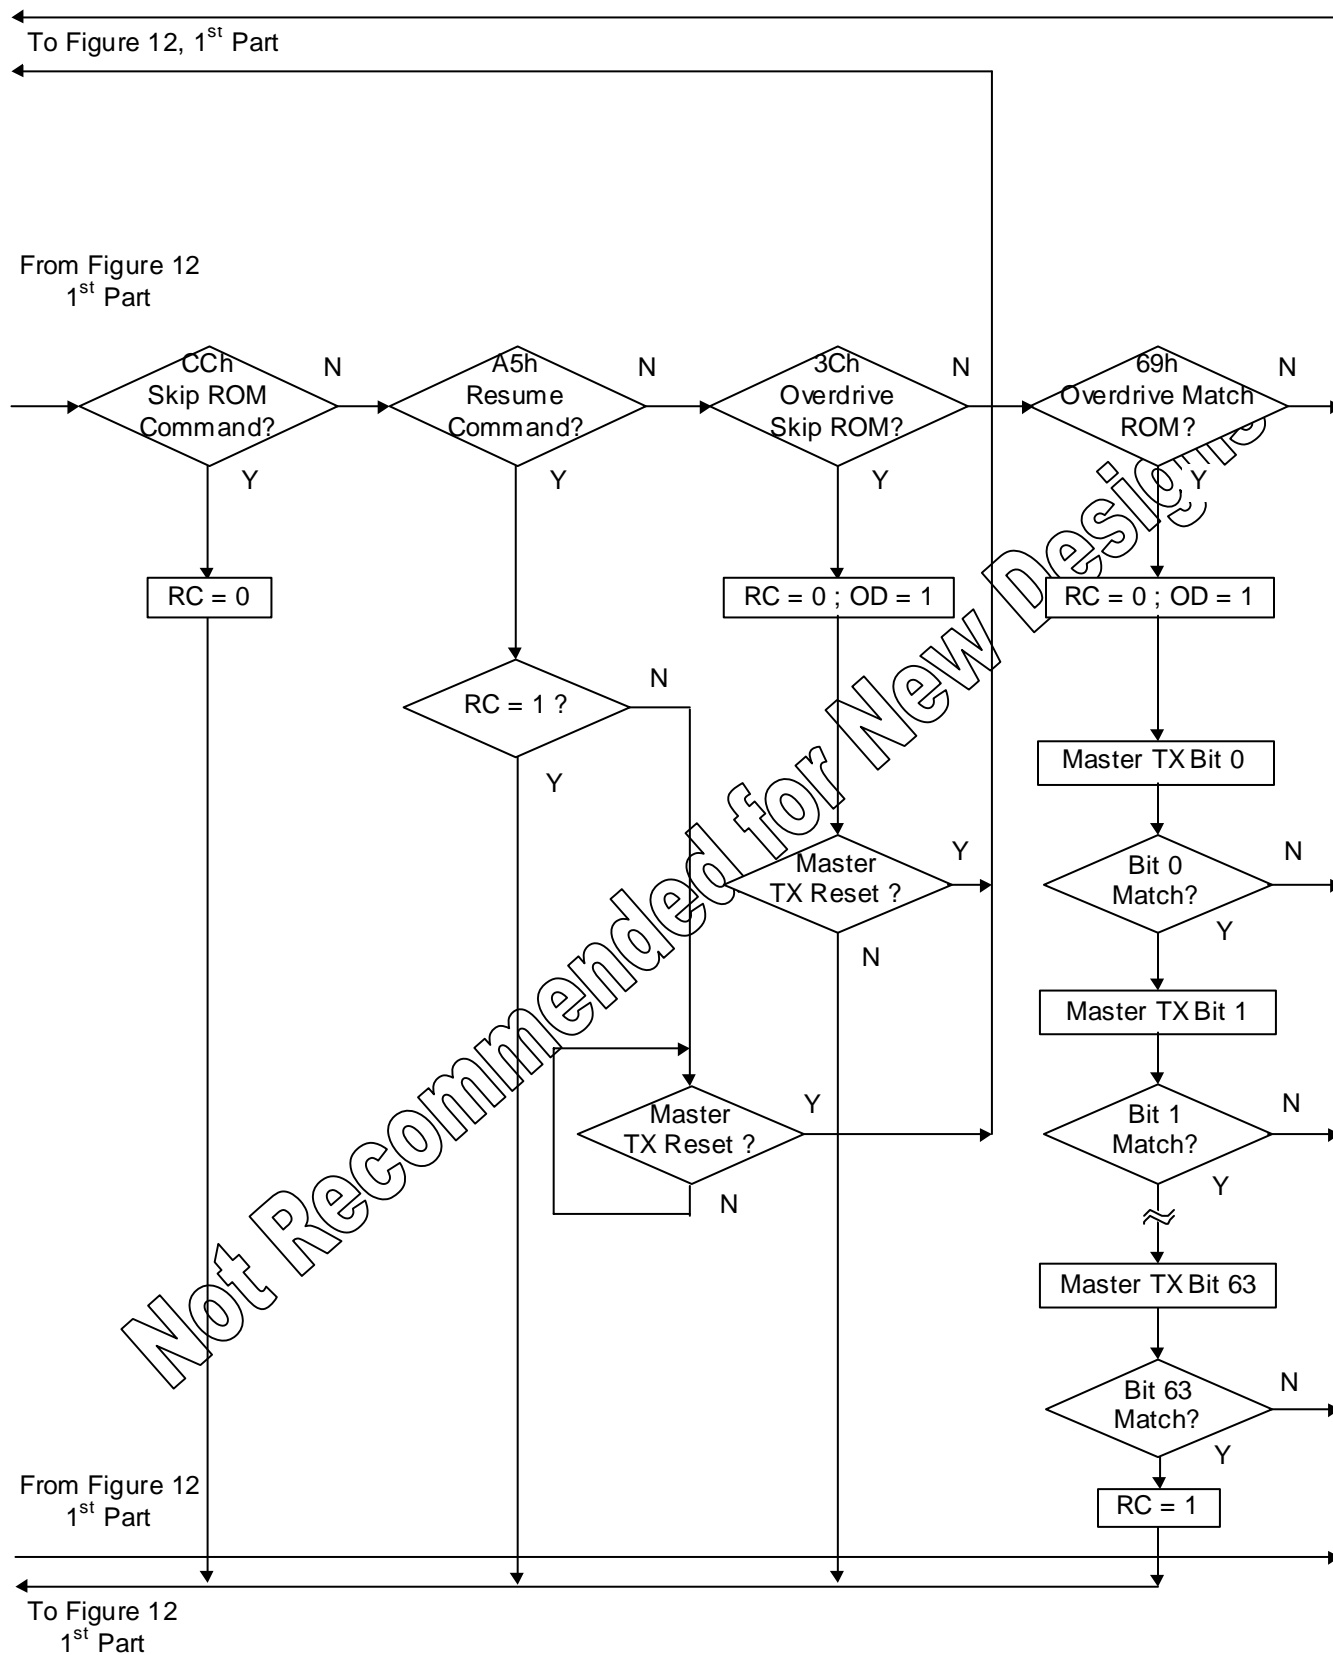 To Figure 12, 1st Part
From Figure 12
1st Part
CCh
Skip ROM
Command?
N
Y
A5h
Resume
Command?
N
Y
3Ch
Overdrive
Skip ROM?
N
Y
69h
Overdrive Match
ROM?
N
Y
RC = 0
RC = 0 ; OD = 1
RC = 0 ; OD = 1
RC = 1 ?
N
Y
Master TX Bit 0
Master
TX Reset ?
Y
N
Bit 0
Match?
N
Y
Master TX Bit 1
Master
TX Reset ?
Y
N
Bit 1
Match?
N
Y
Master TX Bit 63
Bit 63
Match?
N
Y
RC = 1
From Figure 12
1st Part
To Figure 12
1st Part
Not Recommended for New Designs